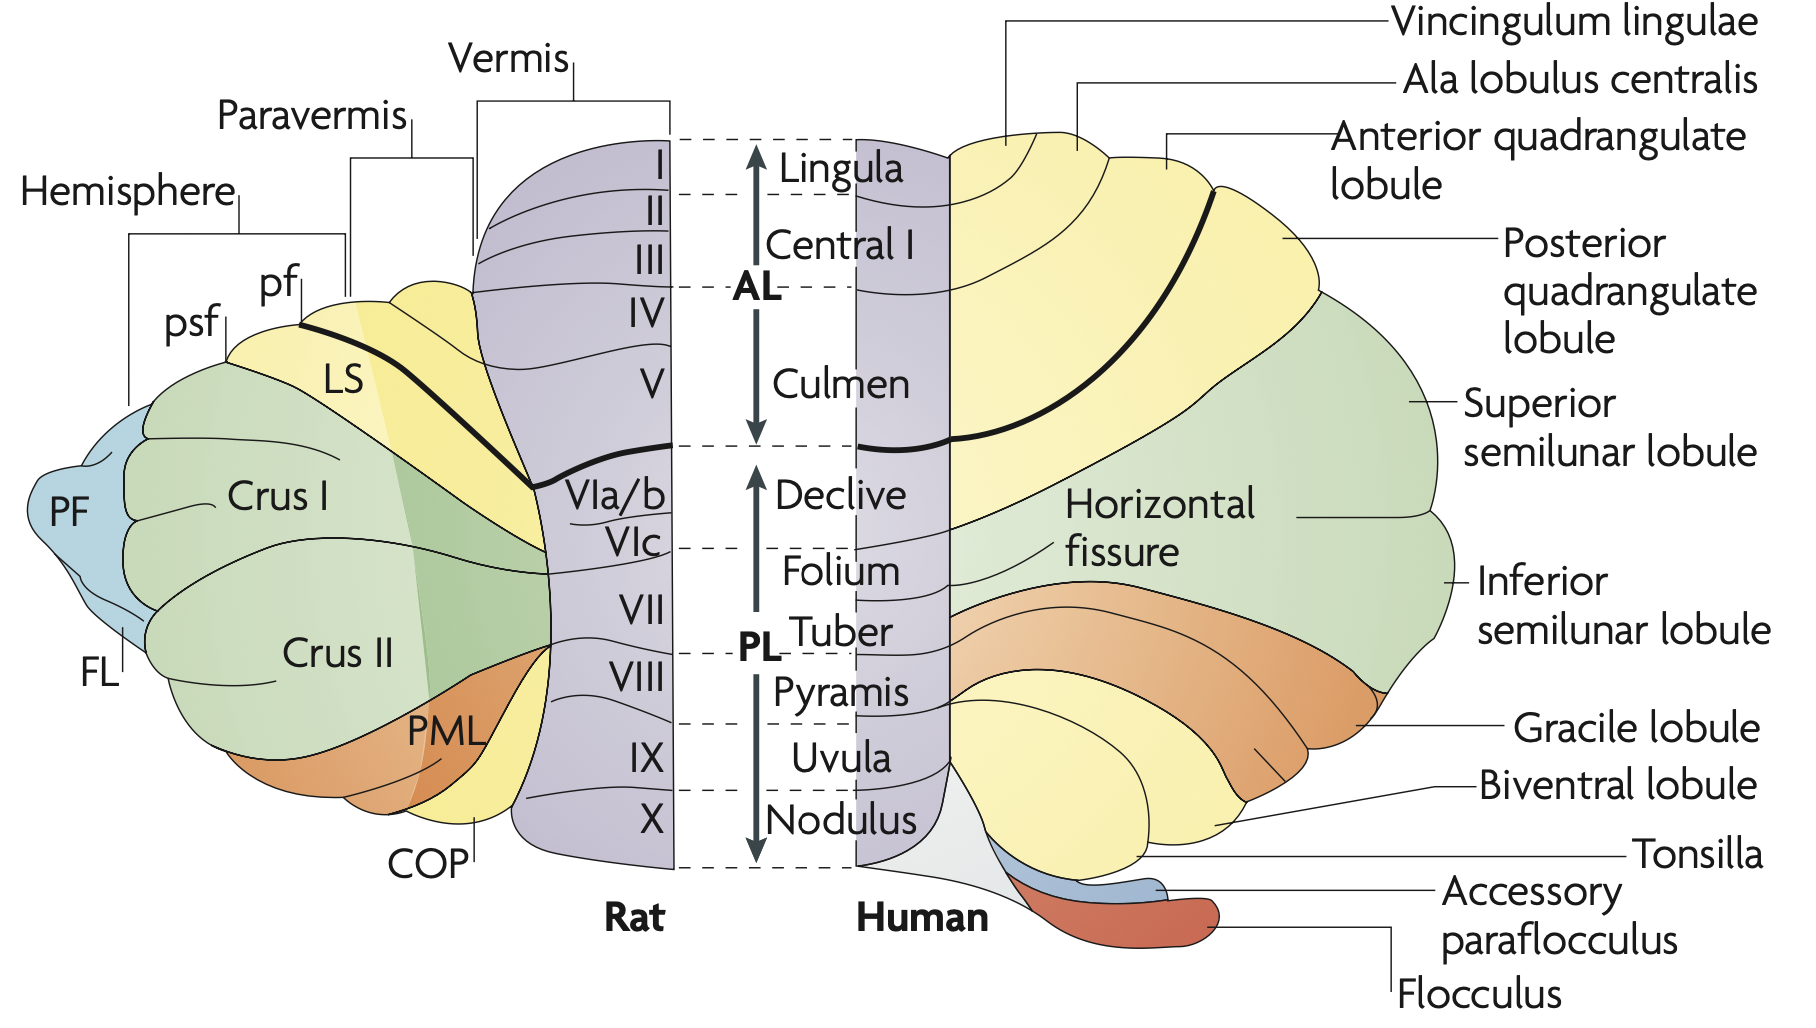 Vermis
Paravermis
Hemisphere
pf
psf
LS
PF
Crus I
FL
Crus II
PML
COP
I
II
III
IV
V
VIa/b
VIc
VII
VIII
IX
X
Rat
AL
PL
Lingula
Central I
Culmen
Declive
Folium
Tuber
Pyramis
Uvula
Nodulus
Human
Vincingulum lingulae
Ala lobulus centralis
Anterior quadrangulate
lobule
Posterior
quadrangulate
lobule
Superior
semilunar lobule
Horizontal
fissure
Inferior
semilunar lobule
Gracile lobule
Biventral lobule
Tonsilla
Accessory
paraflocculus
Flocculus